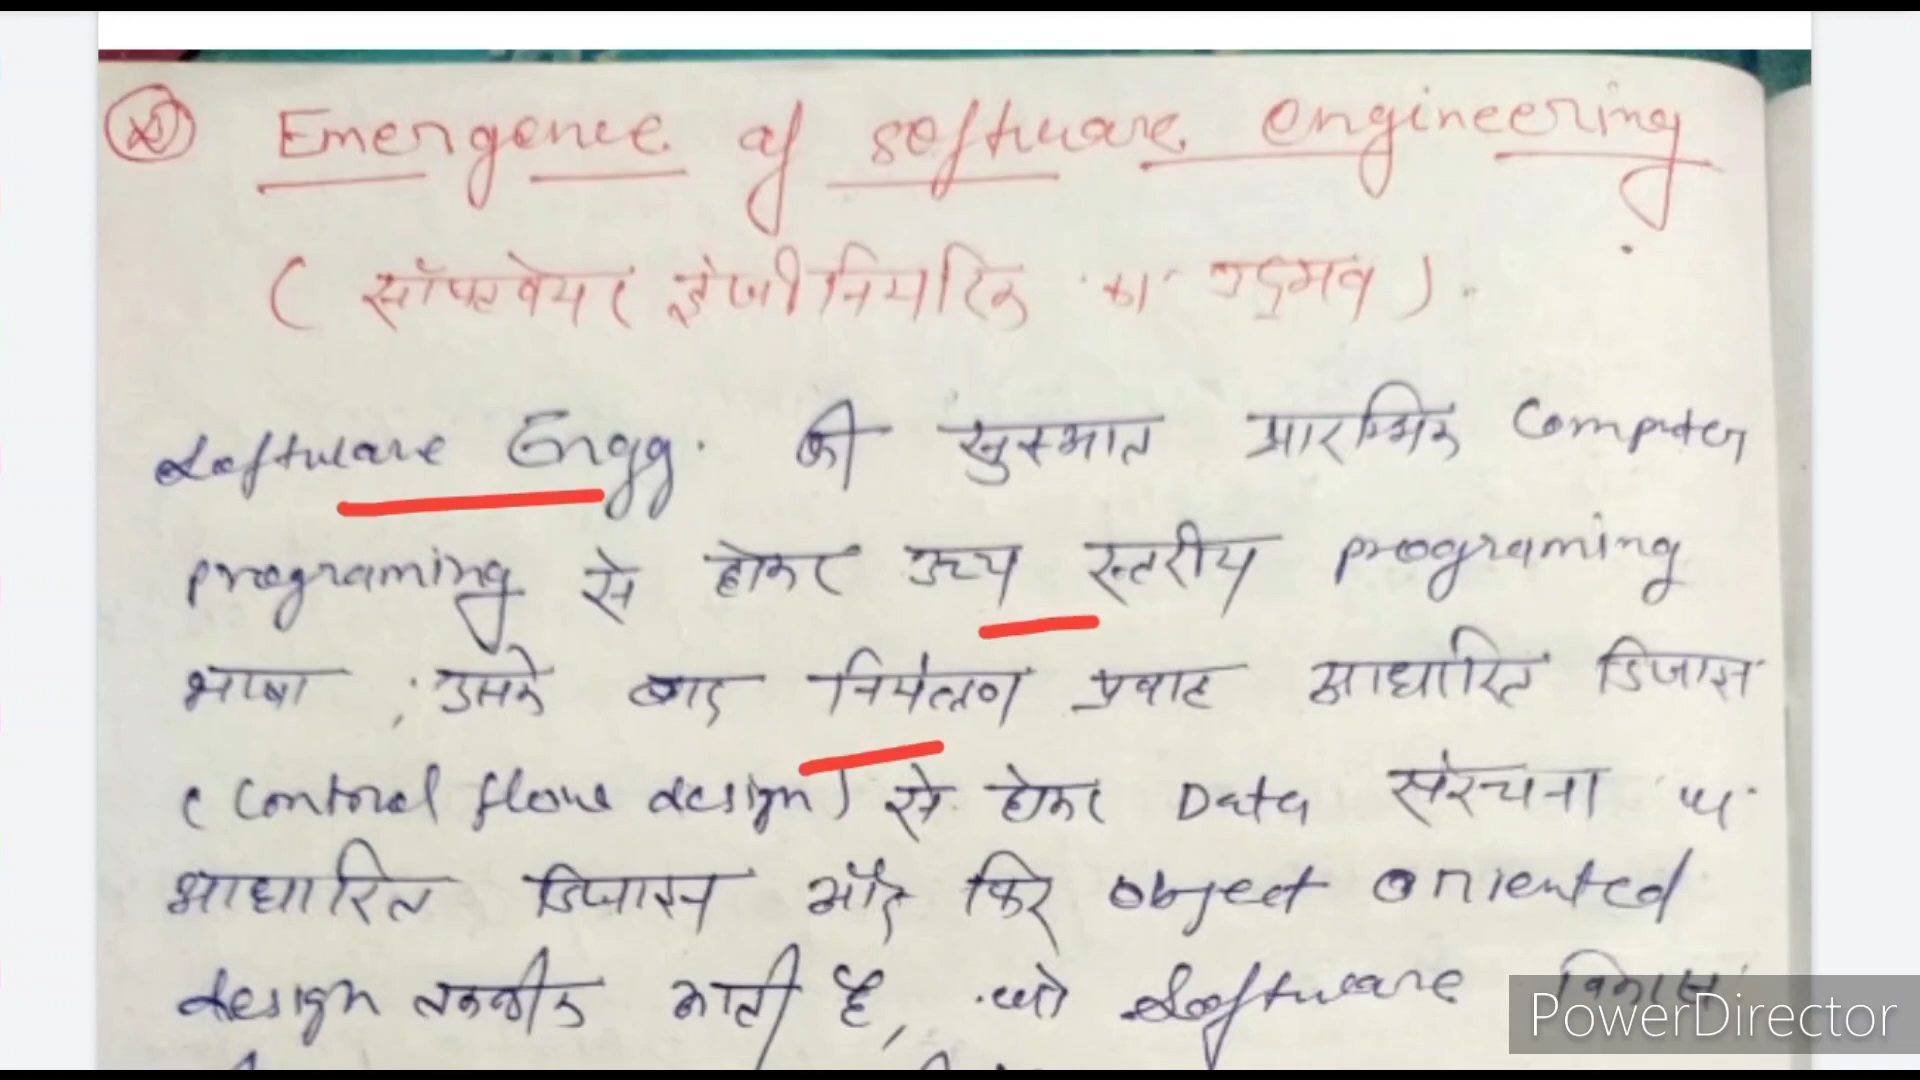 Emergence of software engineering
( सॉफ्टवेयर इंजीनियरिंग का उद्भव ).
Software Engg. की शुरुआत प्रारम्भिक Computer
programing से होकर उच्च स्तरीय programing
भाषा ; उसके बाद नियंत्रण प्रवाह आधारित डिजाइन
( Control flow design) से होकर Data संरचना पर
आधारित डिजाइन और फिर object oriented
design तकनीक आती है, जो Software विकास
PowerDirector